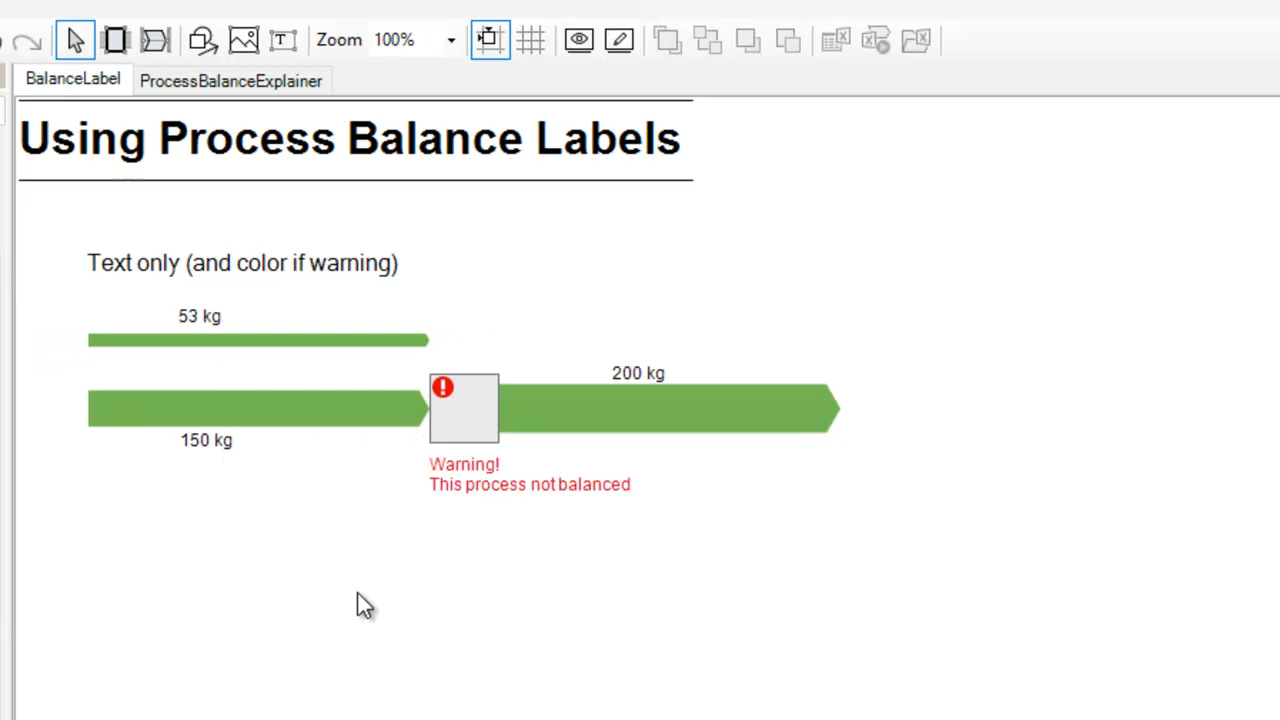 Zoom 100%
BalanceLabel ProcessBalanceExplainer
Using Process Balance Labels
Text only (and color if warning)
53 kg
200 kg
150 kg
Warning!
This process not balanced